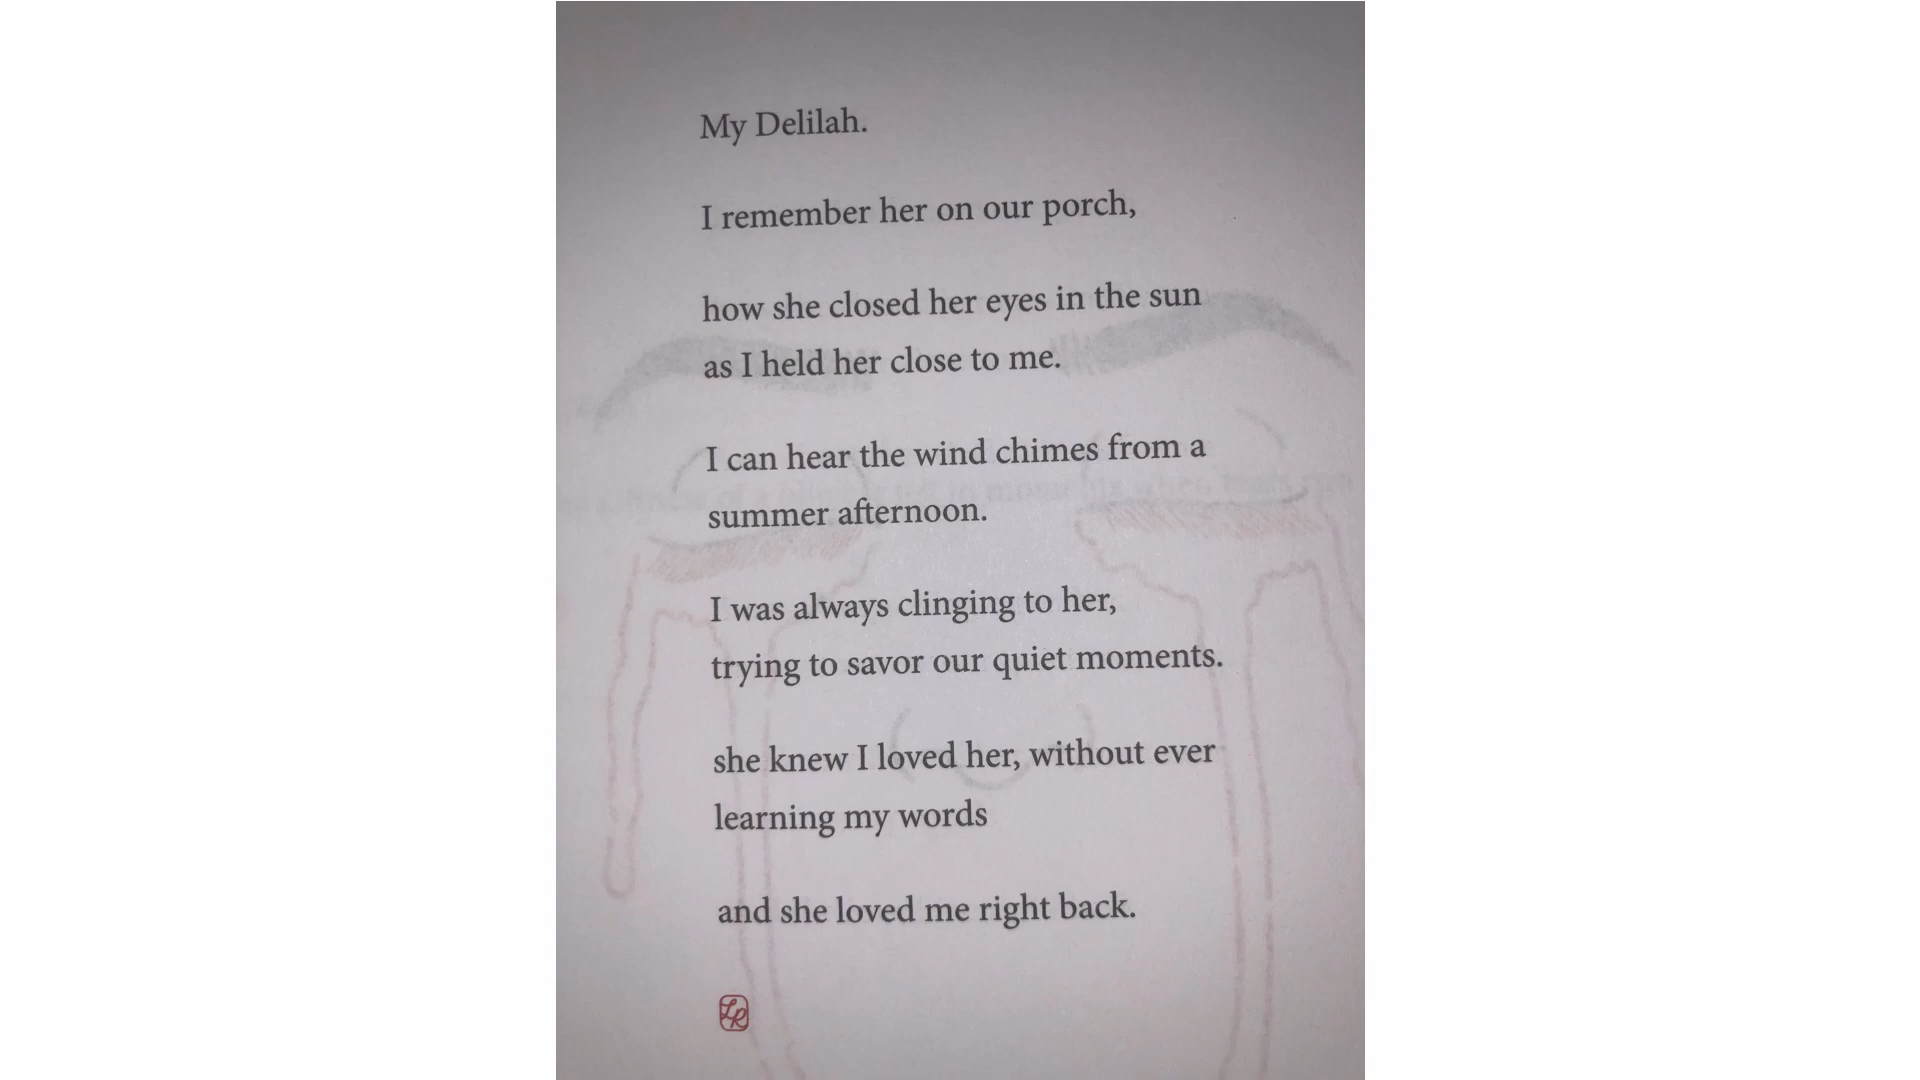 My Delilah.
I remember her on our porch,
how she closed her eyes in the sun
as I held her close to me.
I can hear the wind chimes from a
summer afternoon.
I was always clinging to her,
trying to savor our quiet moments.
she knew I loved her, without ever
learning my words
and she loved me right back.
LR